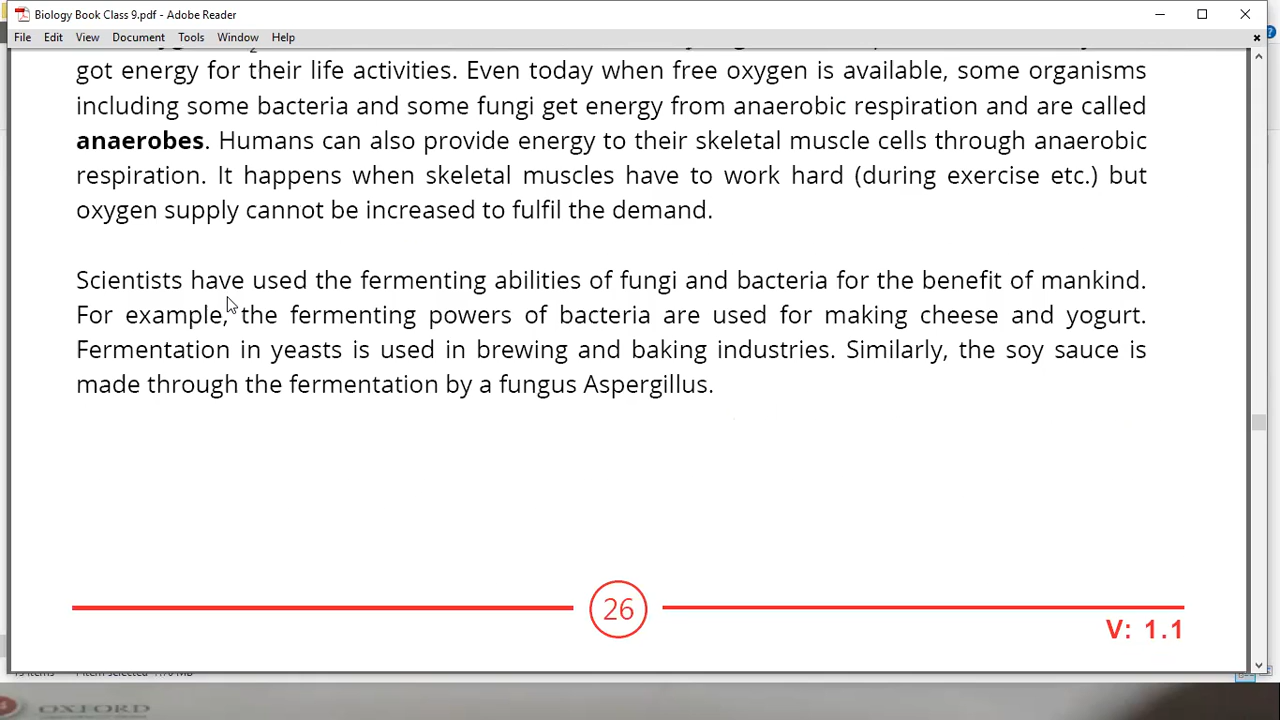 Biology Book Class 9.pdf - Adobe Reader
File Edit View Document Tools Window Help
got energy for their life activities. Even today when free oxygen is available, some organisms
including some bacteria and some fungi get energy from anaerobic respiration and are called
anaerobes. Humans can also provide energy to their skeletal muscle cells through anaerobic
respiration. It happens when skeletal muscles have to work hard (during exercise etc.) but
oxygen supply cannot be increased to fulfil the demand.
Scientists have used the fermenting abilities of fungi and bacteria for the benefit of mankind.
For example, the fermenting powers of bacteria are used for making cheese and yogurt.
Fermentation in yeasts is used in brewing and baking industries. Similarly, the soy sauce is
made through the fermentation by a fungus Aspergillus.
26
V: 1.1
OXFORD